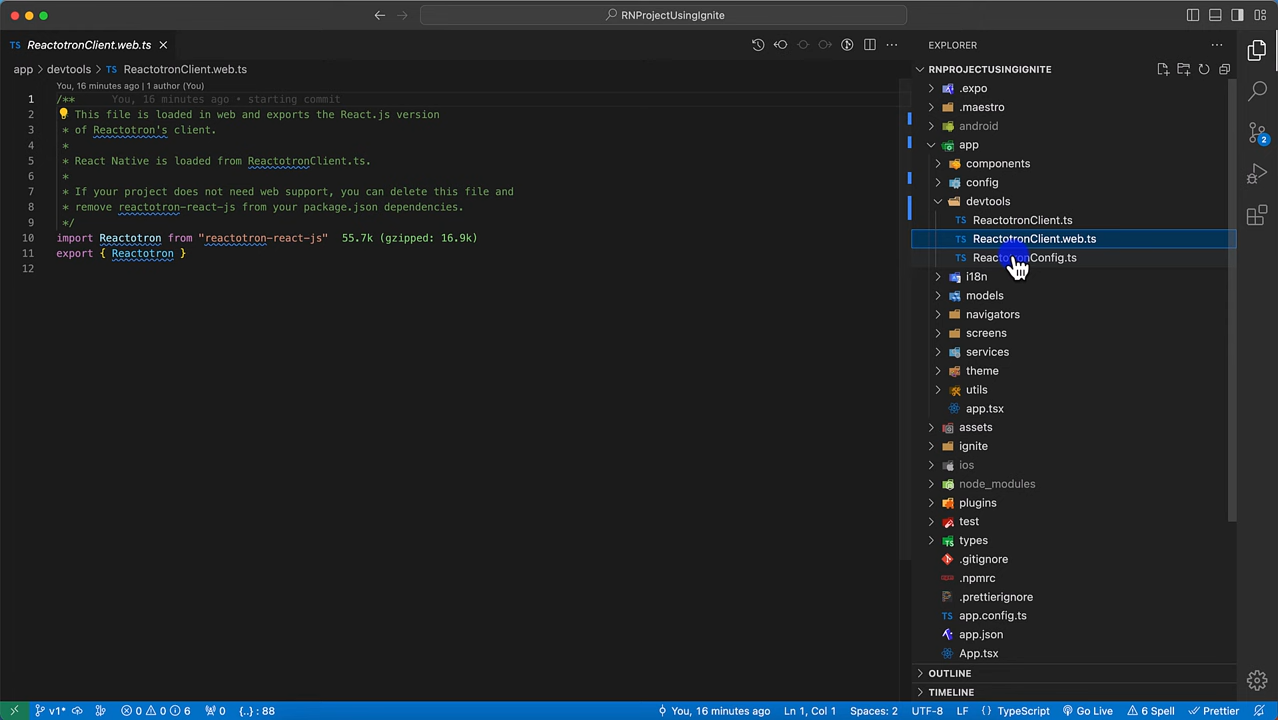 RNProjectUsingIgnite
TS ReactotronClient.web.ts
app > devtools > TS ReactotronClient.web.ts
You, 16 minutes ago | 1 author (You)
1 /** You, 16 minutes ago • starting commit
2 This file is loaded in web and exports the React.js version
3 * of Reactotron's client.
4 *
5 * React Native is loaded from ReactotronClient.ts.
6 *
7 * If your project does not need web support, you can delete this file and
8 * remove reactotron-react-js from your package.json dependencies.
9 */
10 import Reactotron from "reactotron-react-js" 55.7k (gzipped: 16.9k)
11 export { Reactotron }
12
EXPLORER
RNPROJECTUSINGIGNITE
.expo
.maestro
android
app
components
config
devtools
TS ReactotronClient.ts
TS ReactotronClient.web.ts
TS ReactotronConfig.ts
i18n
models
navigators
screens
services
theme
utils
app.tsx
assets
ignite
ios
node_modules
plugins
test
types
.gitignore
.npmrc
.prettierignore
TS app.config.ts
app.json
App.tsx
OUTLINE
TIMELINE
2
v1* 0 0 6 0 {..} : 88 You, 16 minutes ago Ln 1, Col 1 Spaces: 2 UTF-8 LF { } TypeScript Go Live 6 Spell Prettier